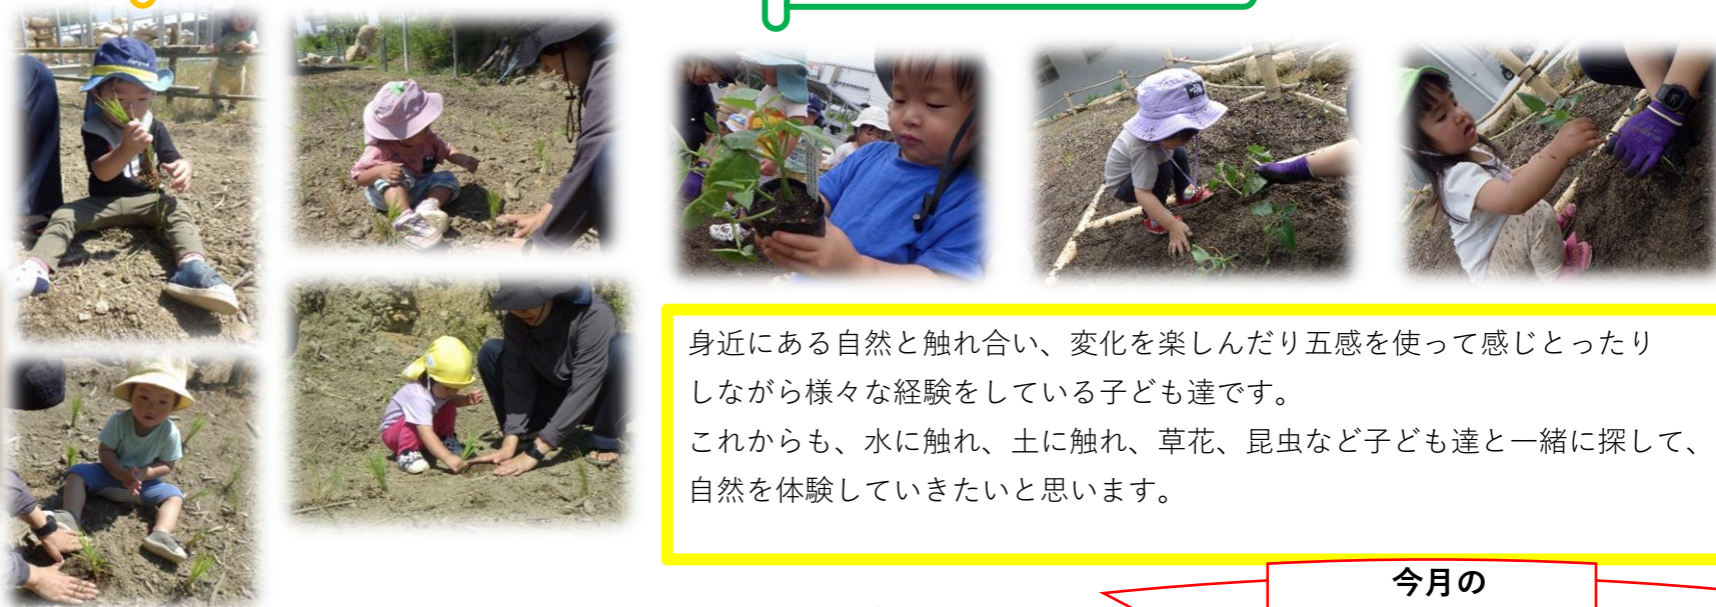 身近にある自然と触れ合い、変化を楽しんだり五感を使って感じとったり
しながら様々な経験をしている子ども達です。
これからも、水に触れ、土に触れ、草花、昆虫など子ども達と一緒に探して、
自然を体験していきたいと思います。
今月の